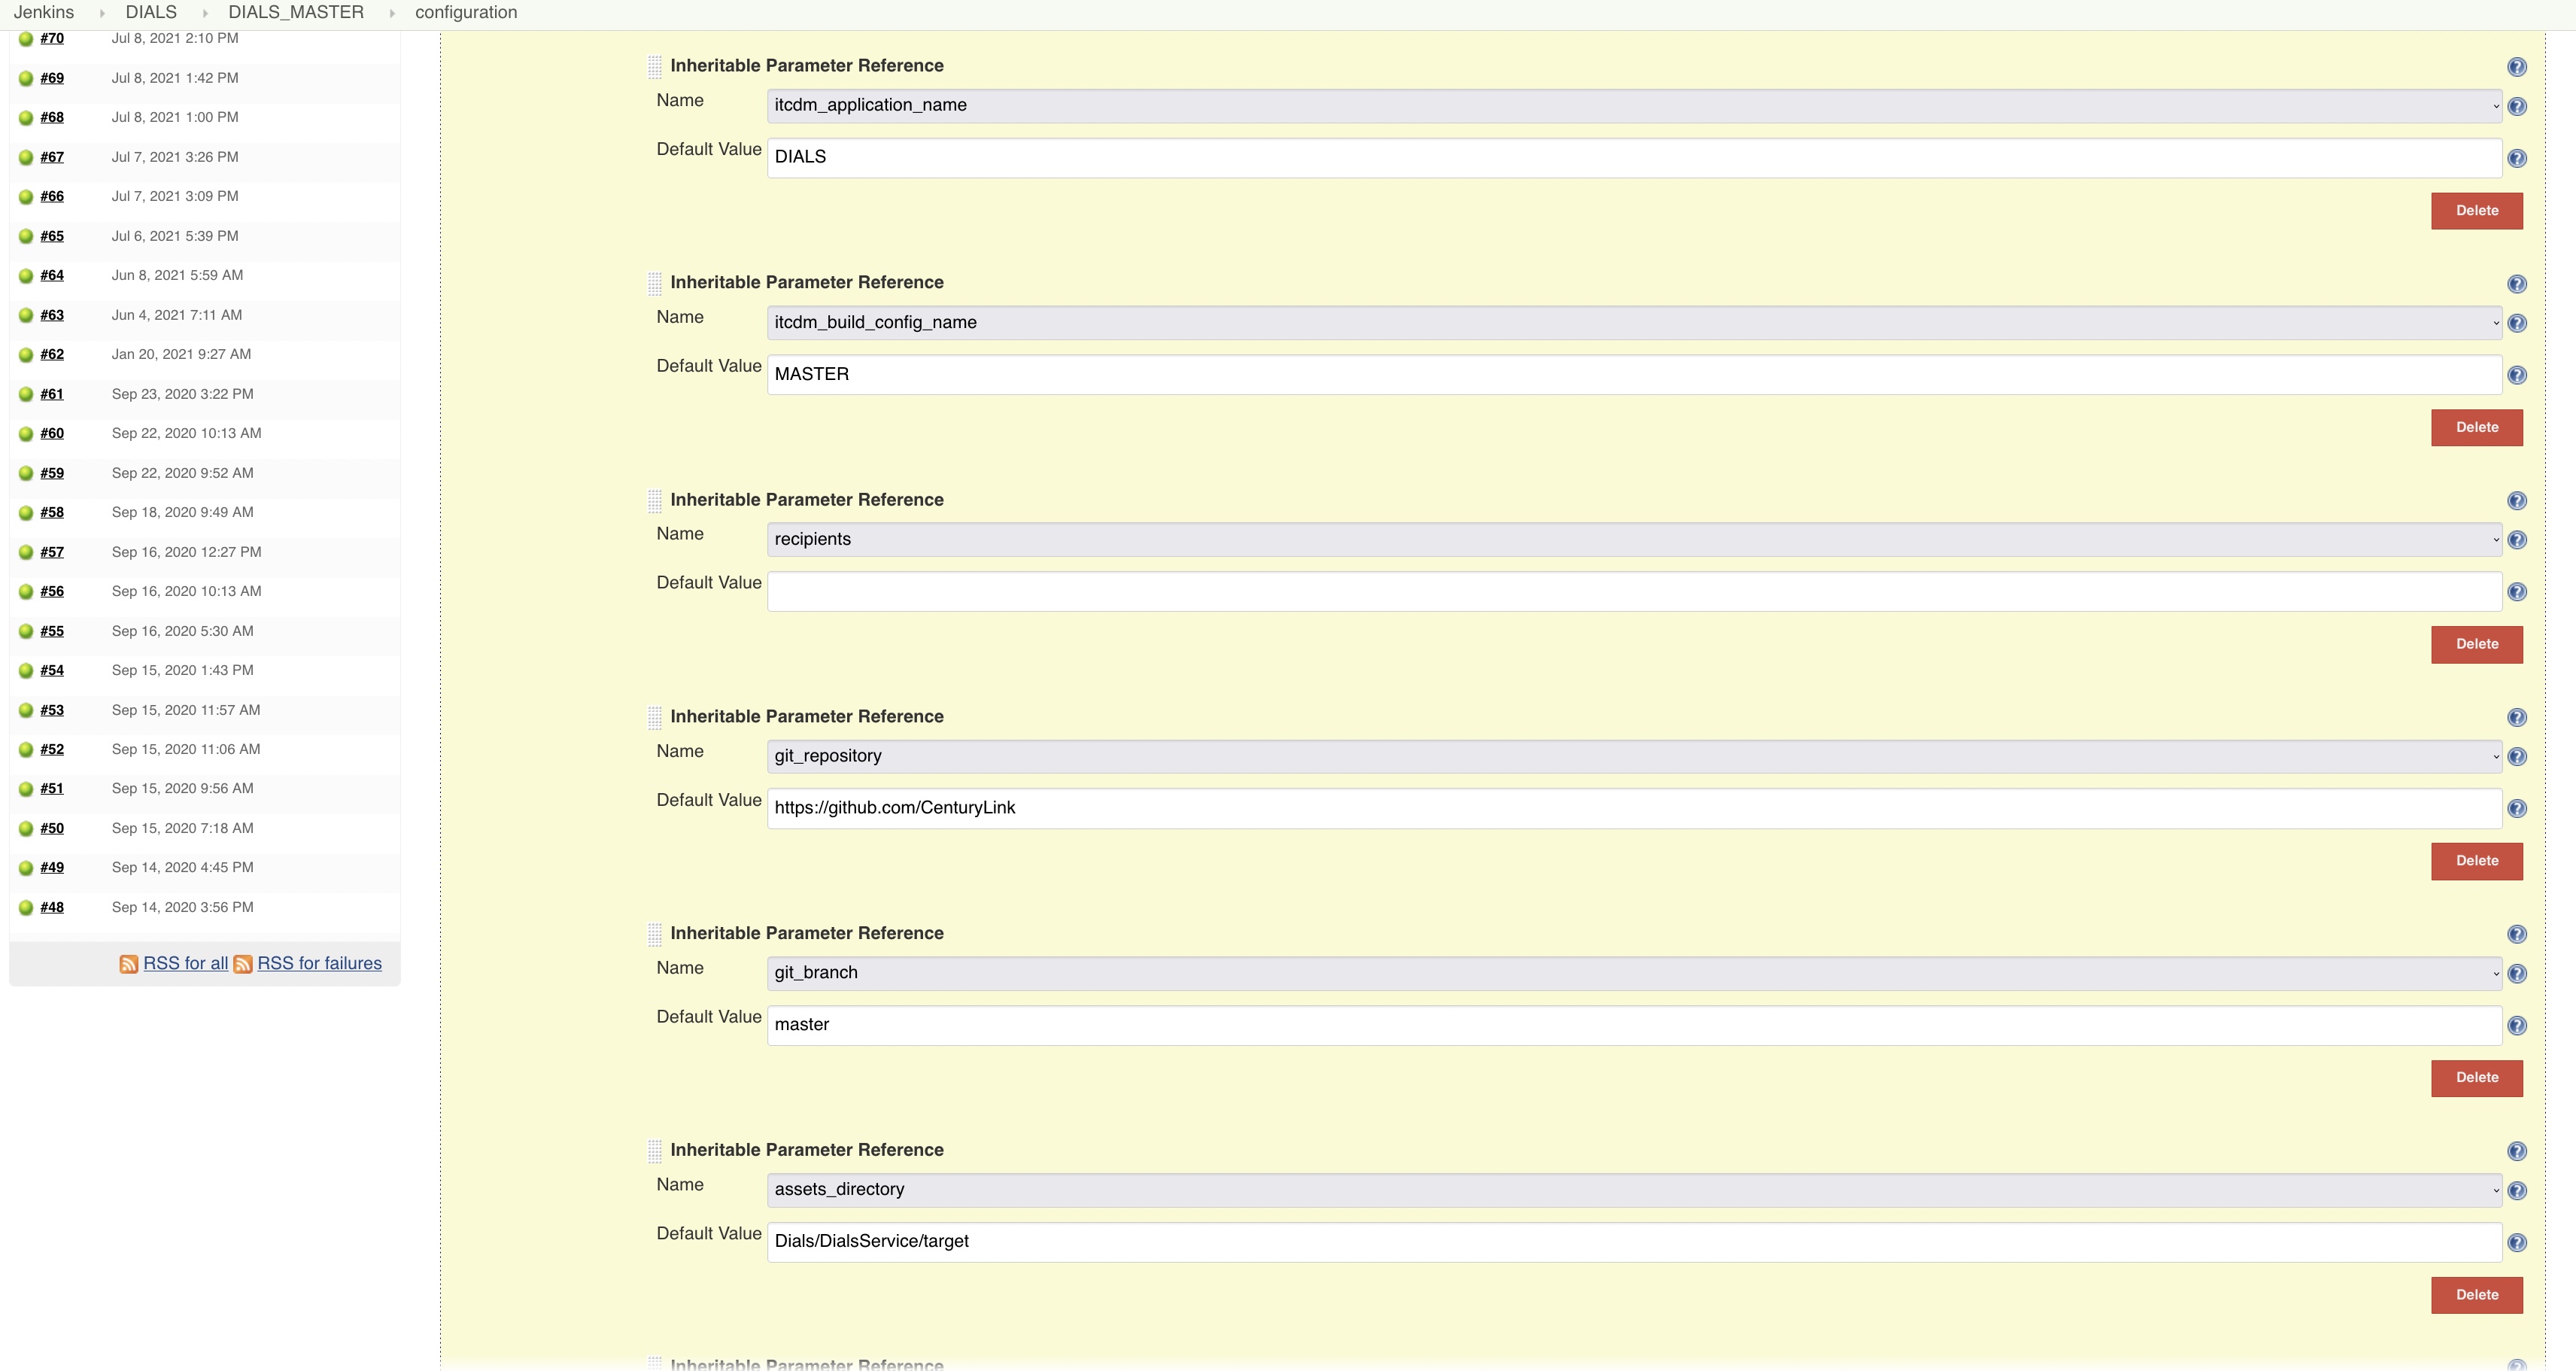 Jenkins DIALS DIALS_MASTER configuration
#70 Jul 8, 2021 2:10 PM
#69 Jul 8, 2021 1:42 PM
#68 Jul 8, 2021 1:00 PM
#67 Jul 7, 2021 3:26 PM
#66 Jul 7, 2021 3:09 PM
#65 Jul 6, 2021 5:39 PM
#64 Jun 8, 2021 5:59 AM
#63 Jun 4, 2021 7:11 AM
#62 Jan 20, 2021 9:27 AM
#61 Sep 23, 2020 3:22 PM
#60 Sep 22, 2020 10:13 AM
#59 Sep 22, 2020 9:52 AM
#58 Sep 18, 2020 9:49 AM
#57 Sep 16, 2020 12:27 PM
#56 Sep 16, 2020 10:13 AM
#55 Sep 16, 2020 5:30 AM
#54 Sep 15, 2020 1:43 PM
#53 Sep 15, 2020 11:57 AM
#52 Sep 15, 2020 11:06 AM
#51 Sep 15, 2020 9:56 AM
#50 Sep 15, 2020 7:18 AM
#49 Sep 14, 2020 4:45 PM
#48 Sep 14, 2020 3:56 PM
RSS for all RSS for failures
Inheritable Parameter Reference
Name itcdm_application_name
Default Value DIALS
Delete
Inheritable Parameter Reference
Name itcdm_build_config_name
Default Value MASTER
Delete
Inheritable Parameter Reference
Name recipients
Default Value
Delete
Inheritable Parameter Reference
Name git_repository
Default Value https://github.com/CenturyLink
Delete
Inheritable Parameter Reference
Name git_branch
Default Value master
Delete
Inheritable Parameter Reference
Name assets_directory
Default Value Dials/DialsService/target
Delete
Inheritable Parameter Reference